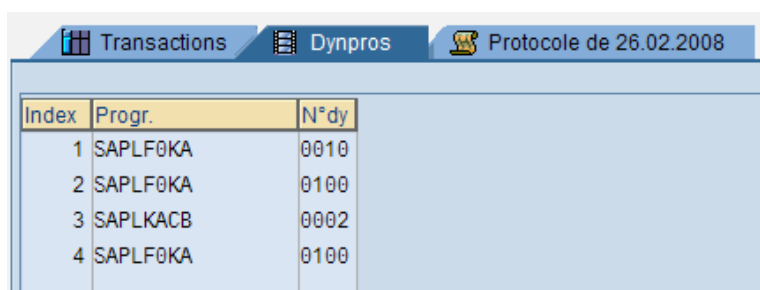 Transactions Dynpros Protocole de 26.02.2008
Index Progr. N°dy
1 SAPLF0KA 0010
2 SAPLF0KA 0100
3 SAPLKACB 0002
4 SAPLF0KA 0100